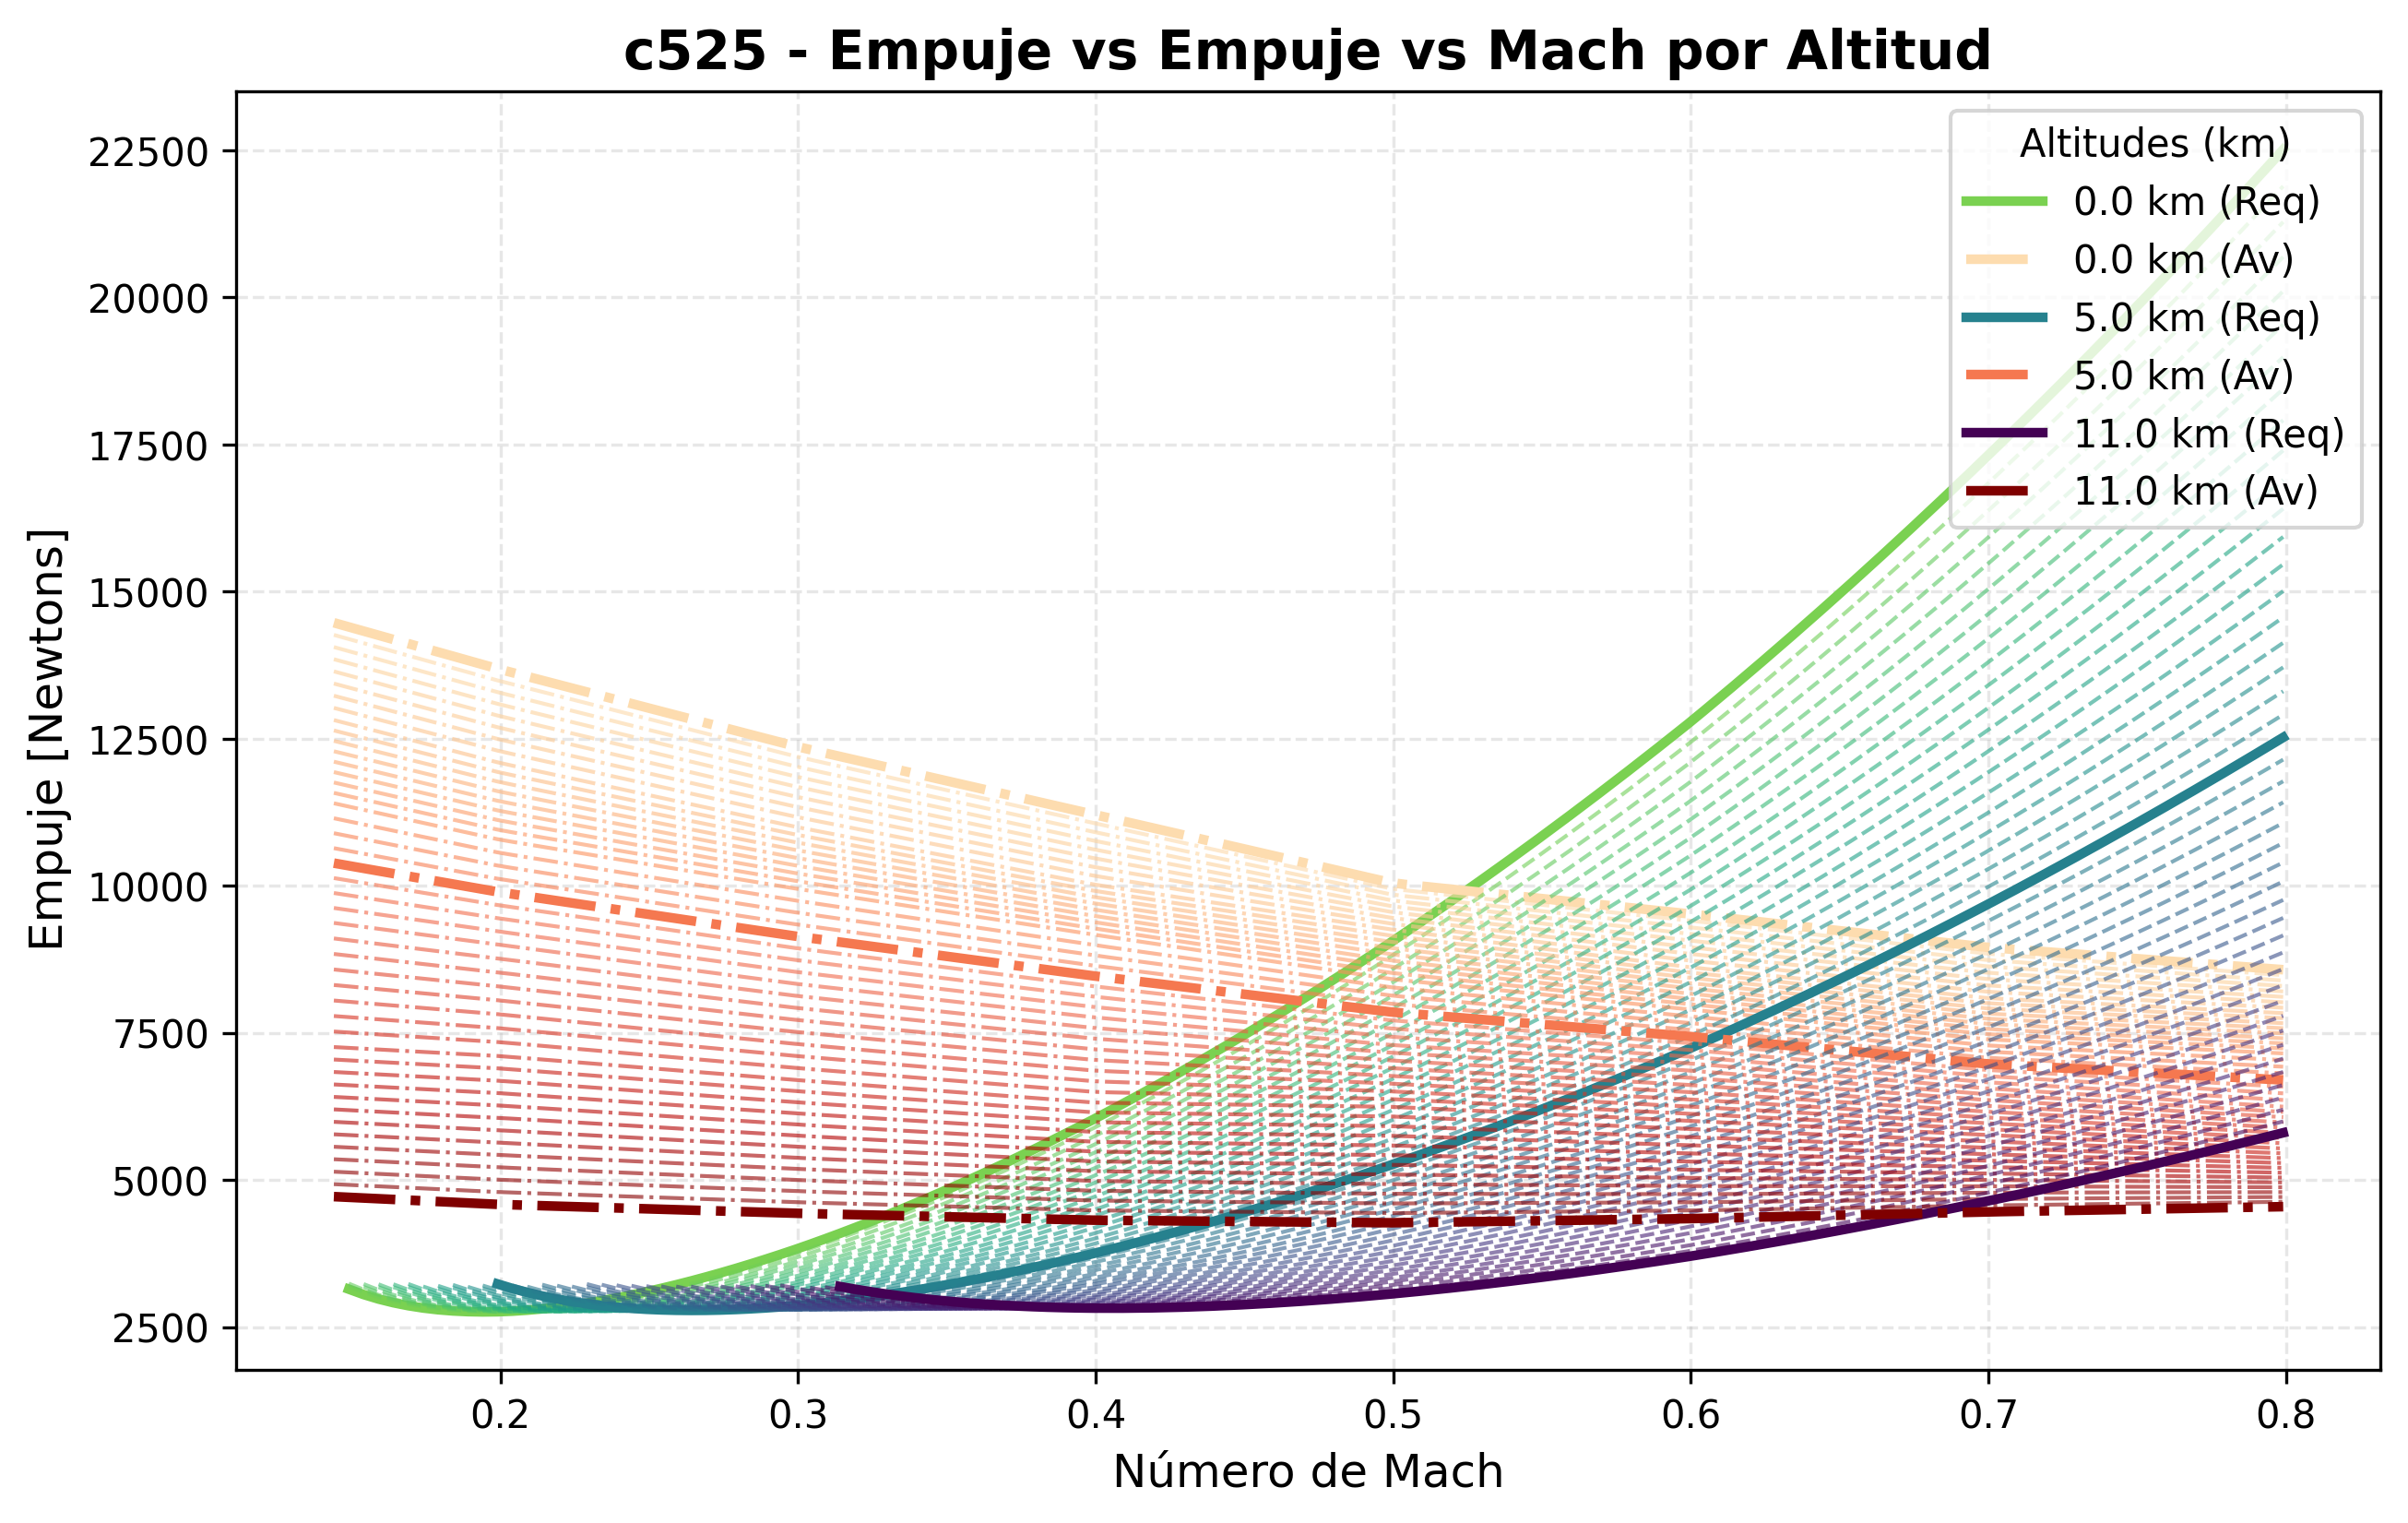 c525 - Empuje vs Empuje vs Mach por Altitud
Empuje [Newtons]
22500
20000
17500
15000
12500
10000
7500
5000
2500
Altitudes (km)
0.0 km (Req)
0.0 km (Av)
5.0 km (Req)
5.0 km (Av)
11.0 km (Req)
11.0 km (Av)
0.2 0.3 0.4 0.5 0.6 0.7 0.8
Número de Mach